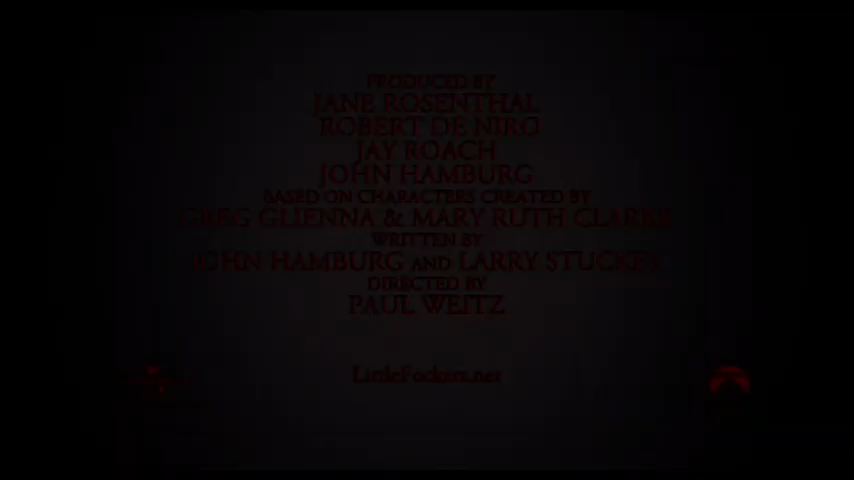 PRODUCED BY
JANE ROSENTHAL
ROBERT DE NIRO
JAY ROACH
JOHN HAMBURG
BASED ON CHARACTERS CREATED BY
GREG GLIENNA & MARY RUTH CLARKE
WRITTEN BY
JOHN HAMBURG AND LARRY STUCKEY
DIRECTED BY
PAUL WEITZ
LittleFockers.net